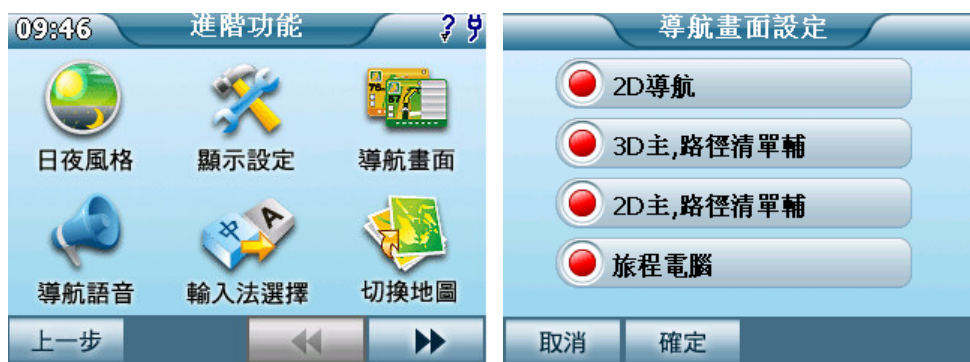 09:46
進階功能
日夜風格
顯示設定
導航畫面
導航語音
輸入法選擇
切換地圖
上一步
導航畫面設定
2D導航
3D主,路徑清單輔
2D主,路徑清單輔
旅程電腦
取消
確定